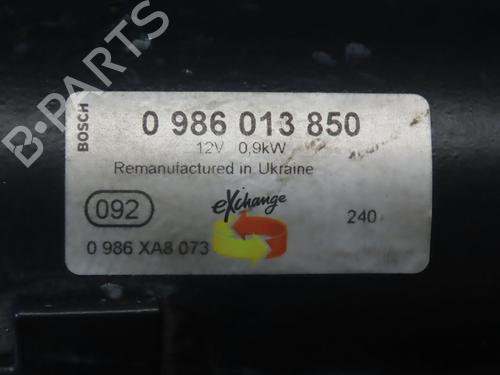 B-PARTS
BOSCH
0 986 013 850
12V 0,9kW
Remanufactured in Ukraine
092
eXchange
240
0 986 XA8 073